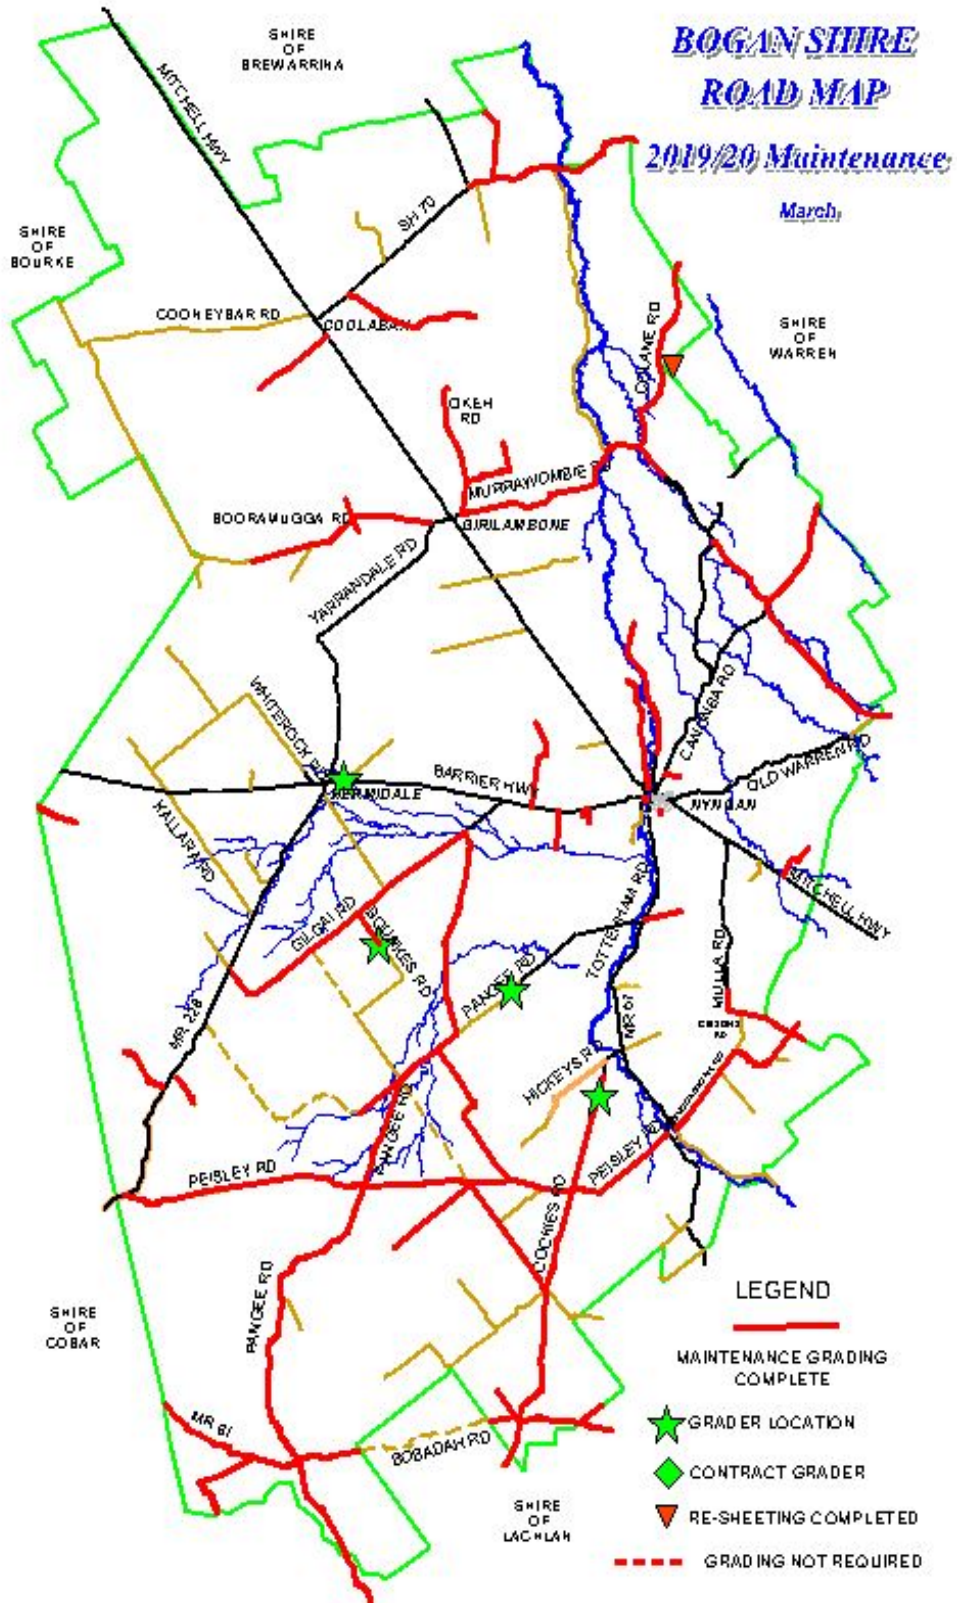 BOGAN SHIRE
ROAD MAP
2019/20 Maintenance
March,
SHIRE
OF
BREWARRINA
MITCHELL HWY
SH 70
SHIRE
OF
BOURKE
COONEYBAR RD
COOLABAH
SHIRE
OF
WARREN
OKEH
RD
MURRAWOMBIE
BOORAMUGGA RD
GIRILAMBONE
YARRANDALE RD
WHITEROCK RD
CANONBA RD
OLD WARREN RD
BARRIER HWY
HERMIDALE
NYNGAN
KALLARA RD
MITCHELL HWY
GILGAI RD
BOURKES RD
TOTTENHAM RD
PANGEE RD
MULLA RD
MR 228
MR 67
HICKEYS RD
RD
PANGEE RD
PEISLEY RD
PEISLEY RD
COCKIES RD
PANGEE RD
SHIRE
OF
COBAR
MR 61
BOBADAH RD
SHIRE
OF
LACHLAN
LEGEND
MAINTENANCE GRADING
COMPLETE
GRADER LOCATION
CONTRACT GRADER
RE-SHEETING COMPLETED
GRADING NOT REQUIRED